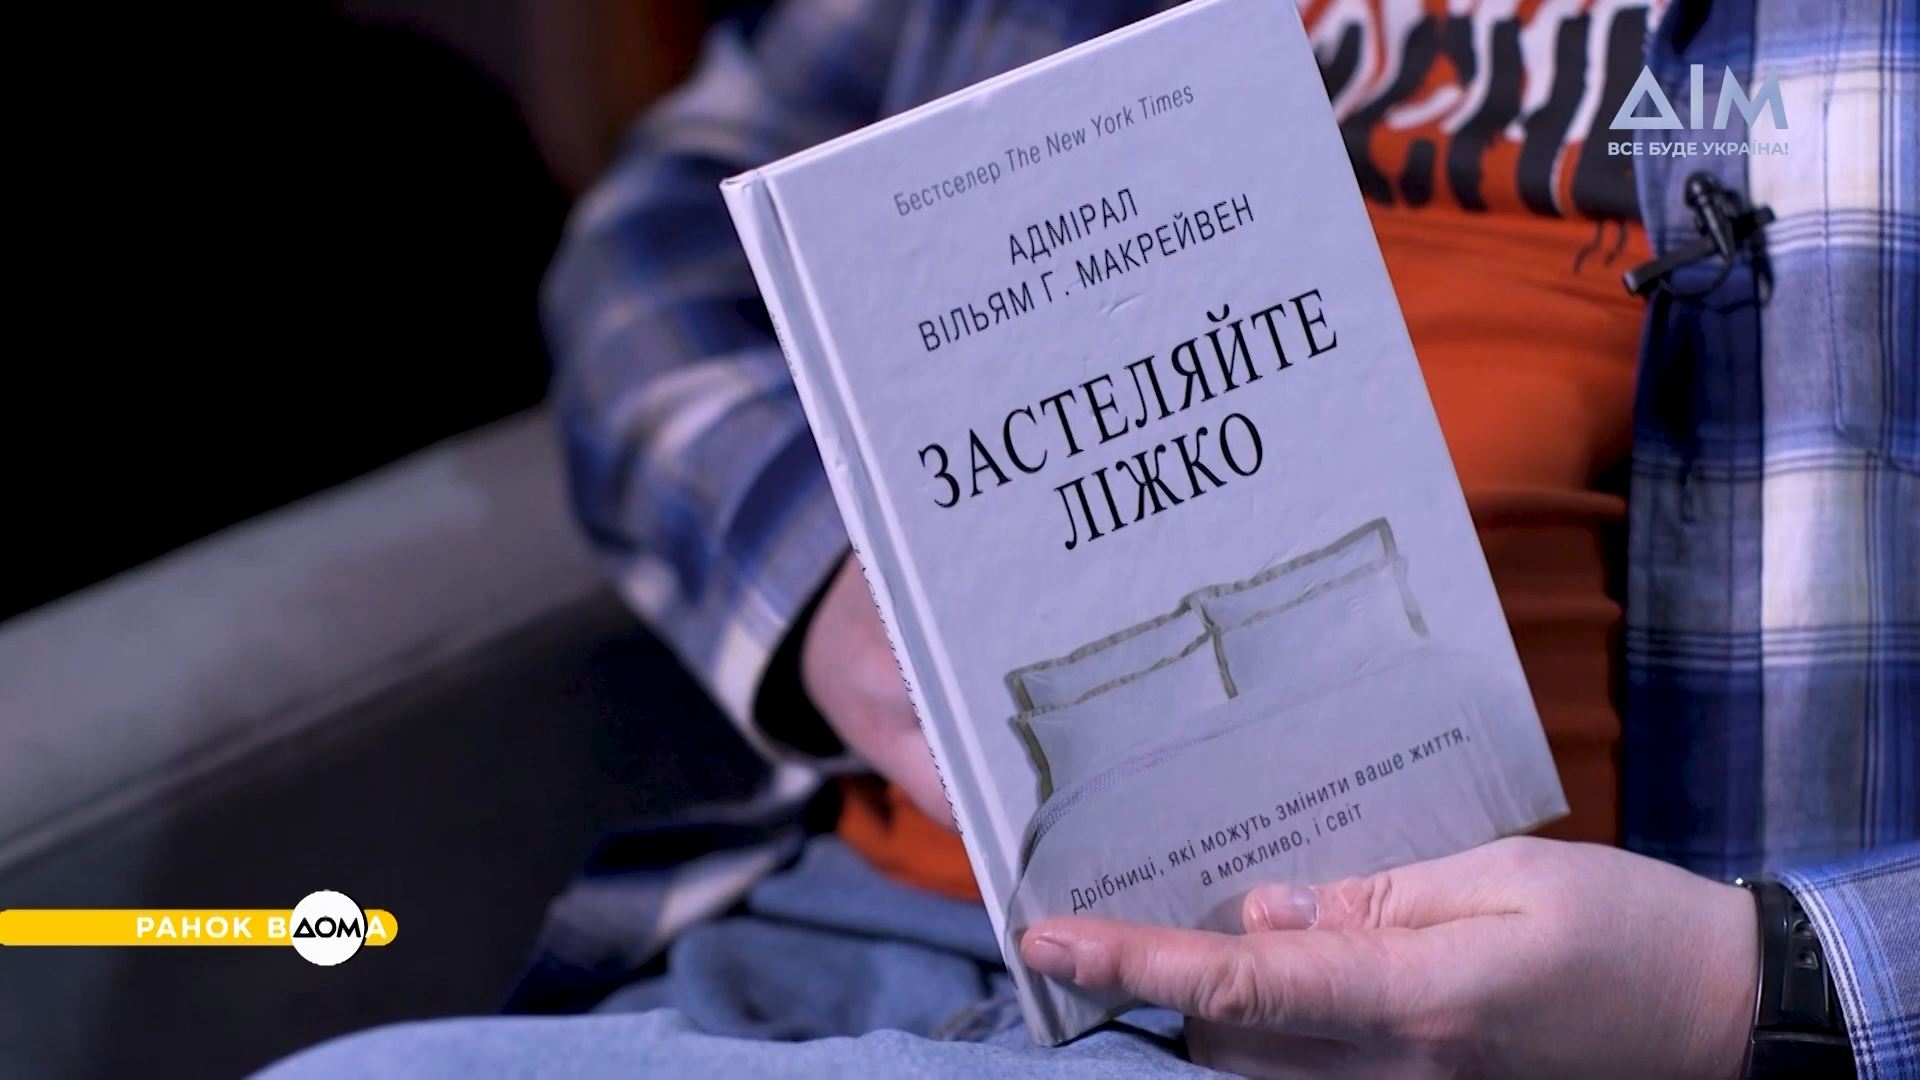 Бестселер The New York Times
АДМІРАЛ
ВІЛЬЯМ Г. МАКРЕЙВЕН
ЗАСТЕЛЯЙТЕ
ЛІЖКО
Дрібниці, які можуть змінити ваше життя,
а можливо, і світ
ДІМ
ВСЕ БУДЕ УКРАЇНА!
РАНОК В ДОМА